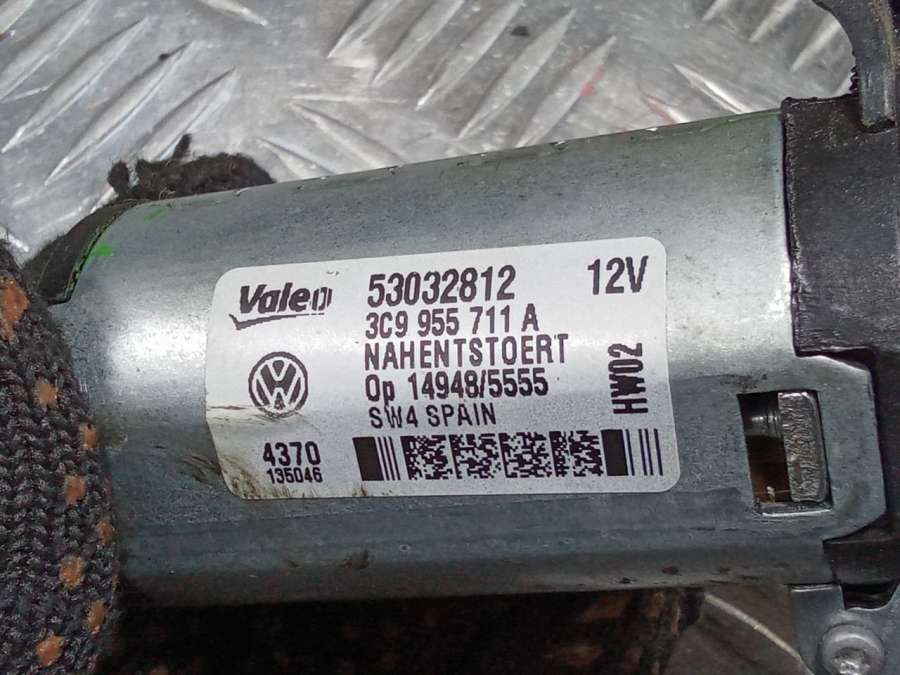 Valeo 53032812 12V
3C9 955 711 A
NAHENTSTOERT
Op 14948/5555
SW4 SPAIN
HW02
4370
135046